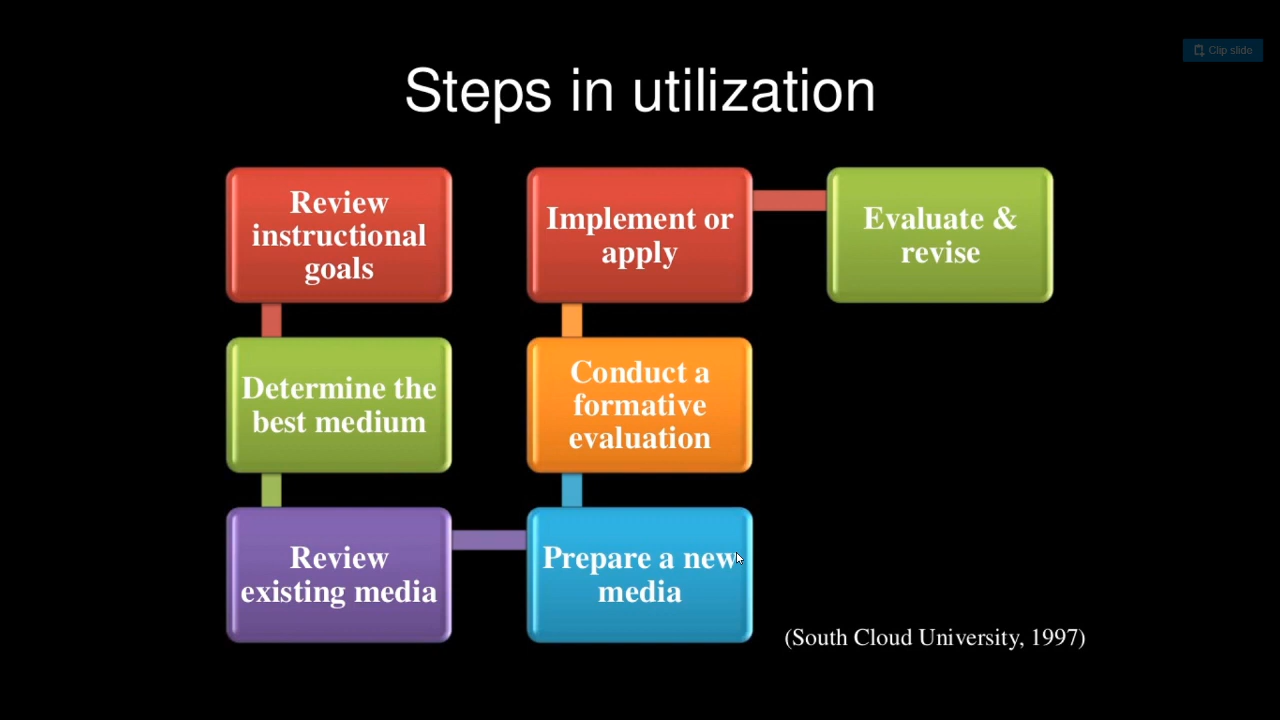 Clip slide
Steps in utilization
Review
instructional
goals
Determine the
best medium
Review
existing media
Prepare a new
media
Conduct a
formative
evaluation
Implement or
apply
Evaluate &
revise
(South Cloud University, 1997)